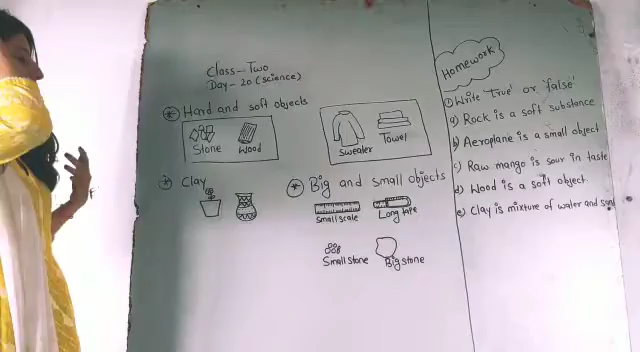 Class-Two
Day-20 (science)
Hard and soft objects
Stone Wood
Sweater Towel
Clay
Big and small objects
Small scale Long tape
Small stone Big stone
Homework
① Write 'true' or 'false'
a) Rock is a soft substance
b) Aeroplane is a small object
c) Raw mango is sour in taste
d) Wood is a soft object
e) Clay is mixture of water and